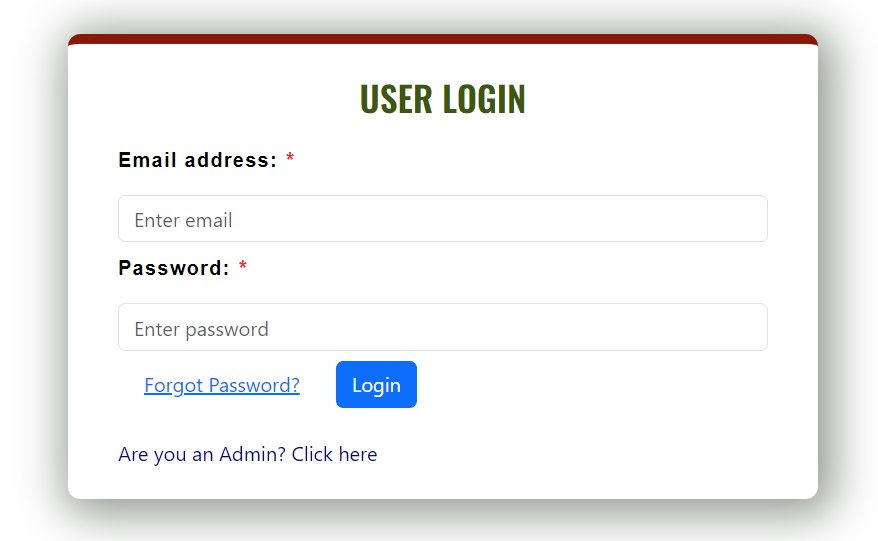 USER LOGIN
Email address: *
Enter email
Password: *
Enter password
Forgot Password? Login
Are you an Admin? Click here